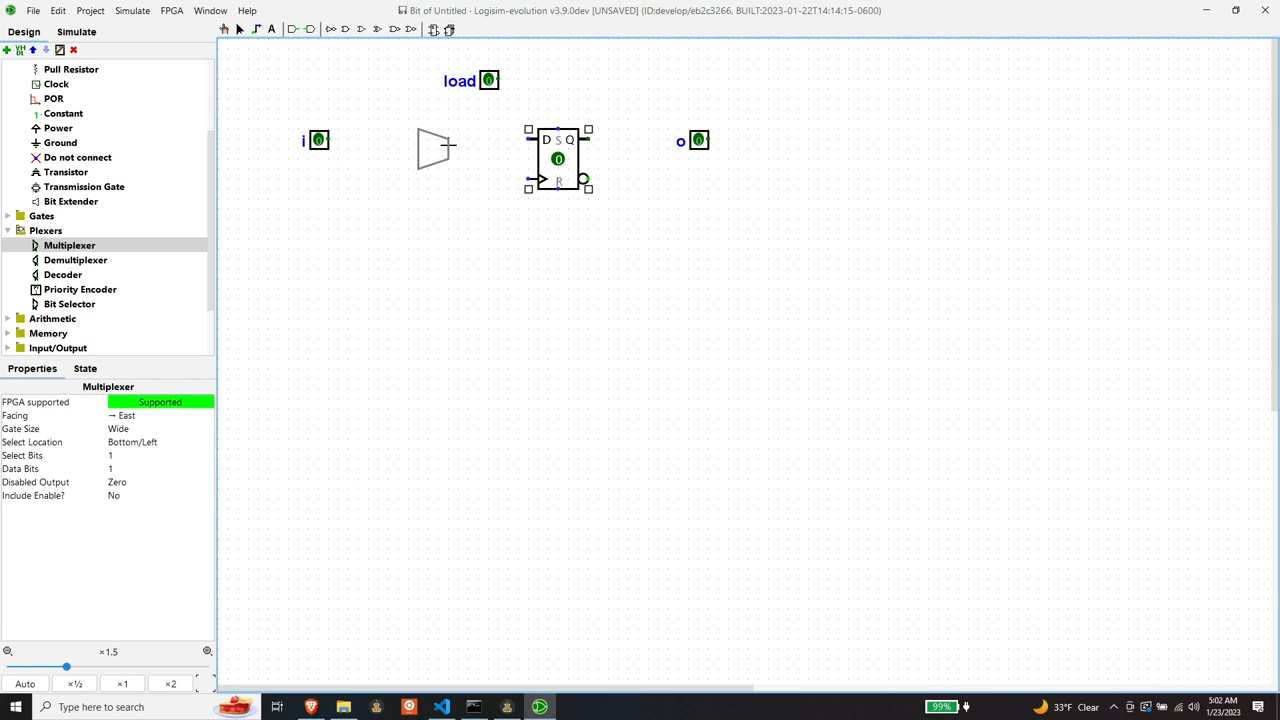 Bit of Untitled · Logisim-evolution v3.9.0dev [UNSAVED] (ID:develop/eb2c3266, BUILT:2023-01-22T14:14:15-0600)
File Edit Project Simulate FPGA Window Help
Design Simulate
Pull Resistor
Clock
POR
Constant
Power
Ground
Do not connect
Transistor
Transmission Gate
Bit Extender
Gates
Plexers
Multiplexer
Demultiplexer
Decoder
Priority Encoder
Bit Selector
Arithmetic
Memory
Input/Output
Properties State
Multiplexer
FPGA supported Supported
Facing → East
Gate Size Wide
Select Location Bottom/Left
Select Bits 1
Data Bits 1
Disabled Output Zero
Include Enable? No
×1.5
Auto ×½ ×1 ×2
load 0
i 0
D S Q
0
R
o 0
Type here to search
99%
33°F Clear
5:02 AM
1/23/2023